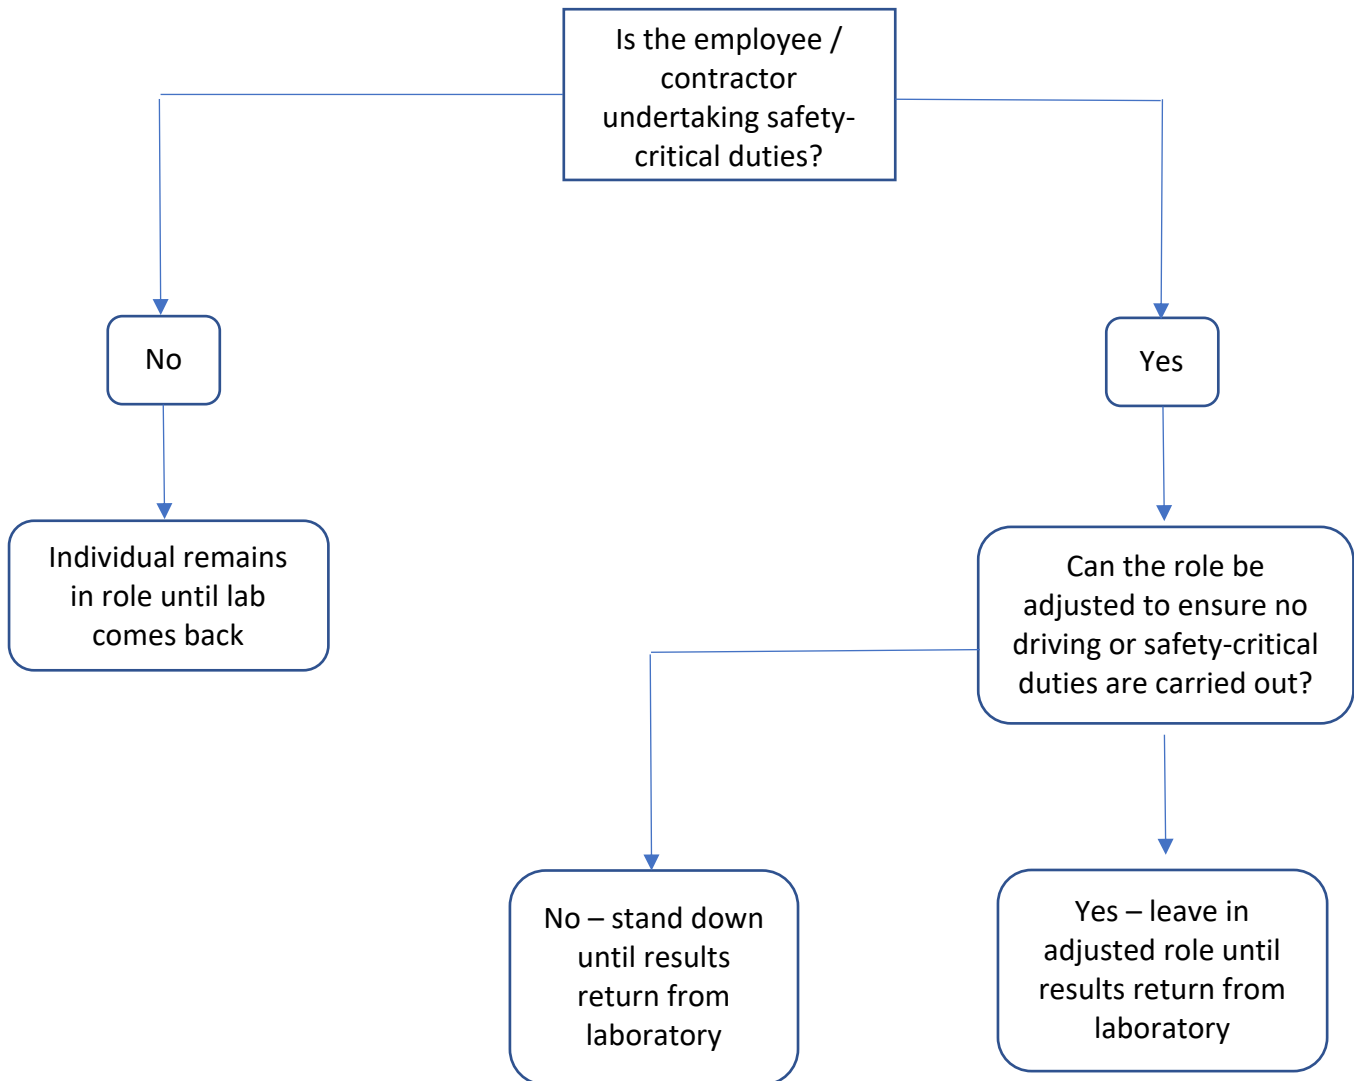 Is the employee /
contractor
undertaking safety-
critical duties?
No
Yes
Individual remains
in role until lab
comes back
Can the role be
adjusted to ensure no
driving or safety-critical
duties are carried out?
No – stand down
until results
return from
laboratory
Yes – leave in
adjusted role until
results return from
laboratory